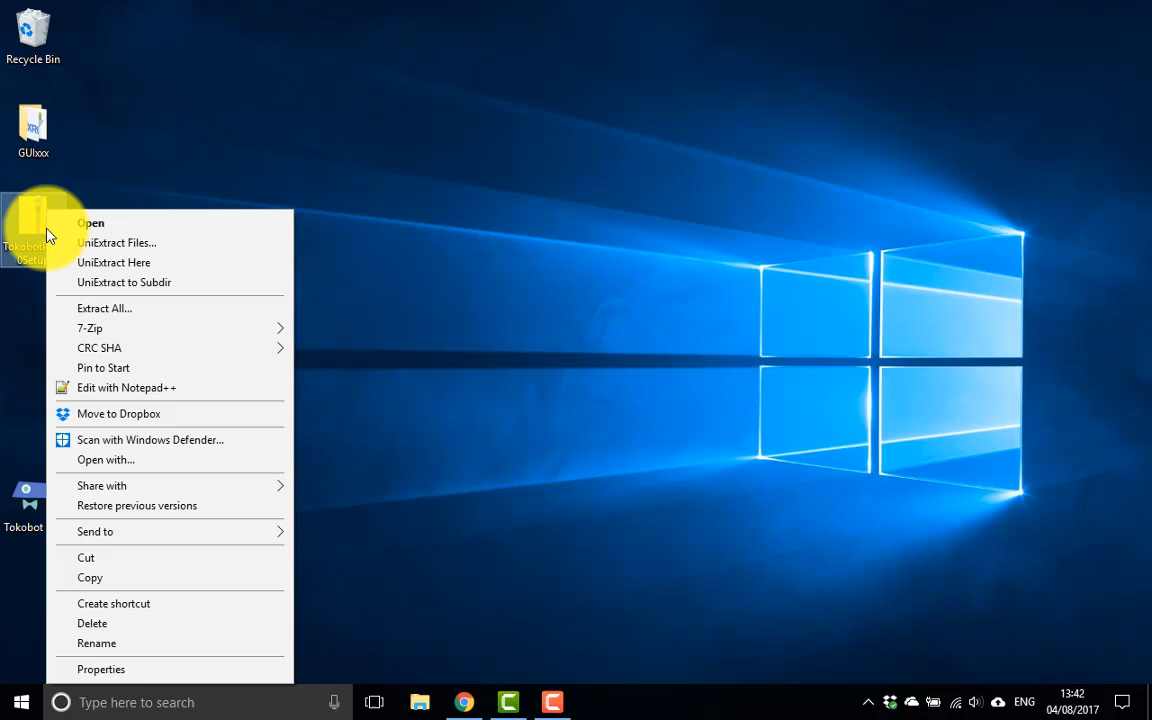 Recycle Bin
XRC
GUIxxx
0Setup
Open
UniExtract Files...
UniExtract Here
UniExtract to Subdir
Extract All...
7-Zip
CRC SHA
Pin to Start
Edit with Notepad++
Move to Dropbox
Scan with Windows Defender...
Open with...
Share with
Restore previous versions
Send to
Cut
Copy
Create shortcut
Delete
Rename
Properties
Tokobot
Type here to search
ENG
13:42
04/08/2017